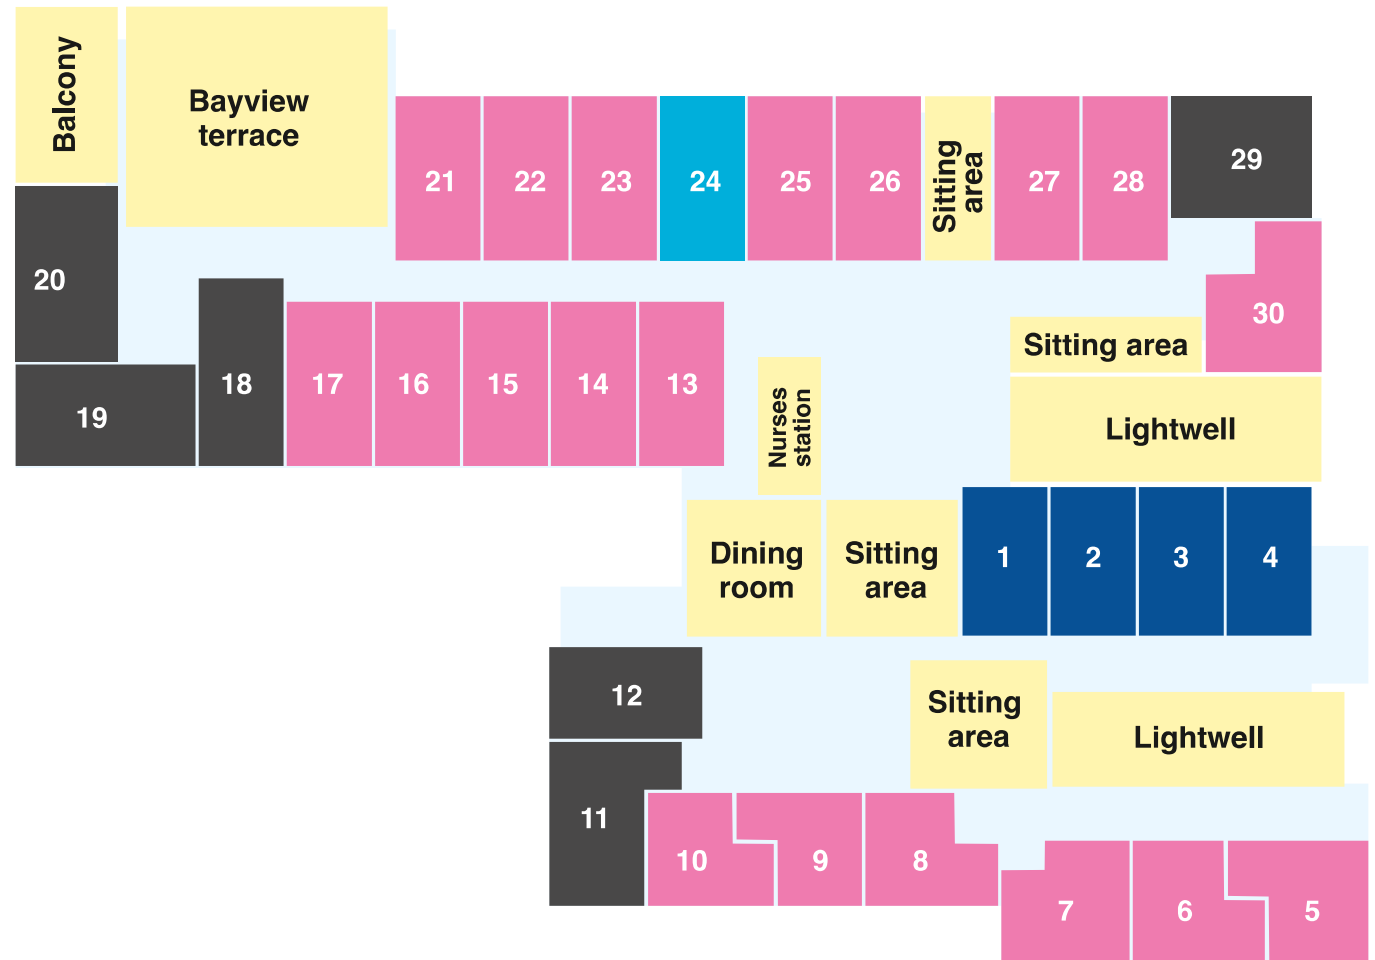 Balcony
Bayview
terrace
21
22
23
24
25
26
Sitting
area
27
28
29
20
30
19
18
17
16
15
14
13
Sitting area
Nurses
station
Lightwell
Dining
room
Sitting
area
1
2
3
4
12
Sitting
area
Lightwell
11
10
9
8
7
6
5